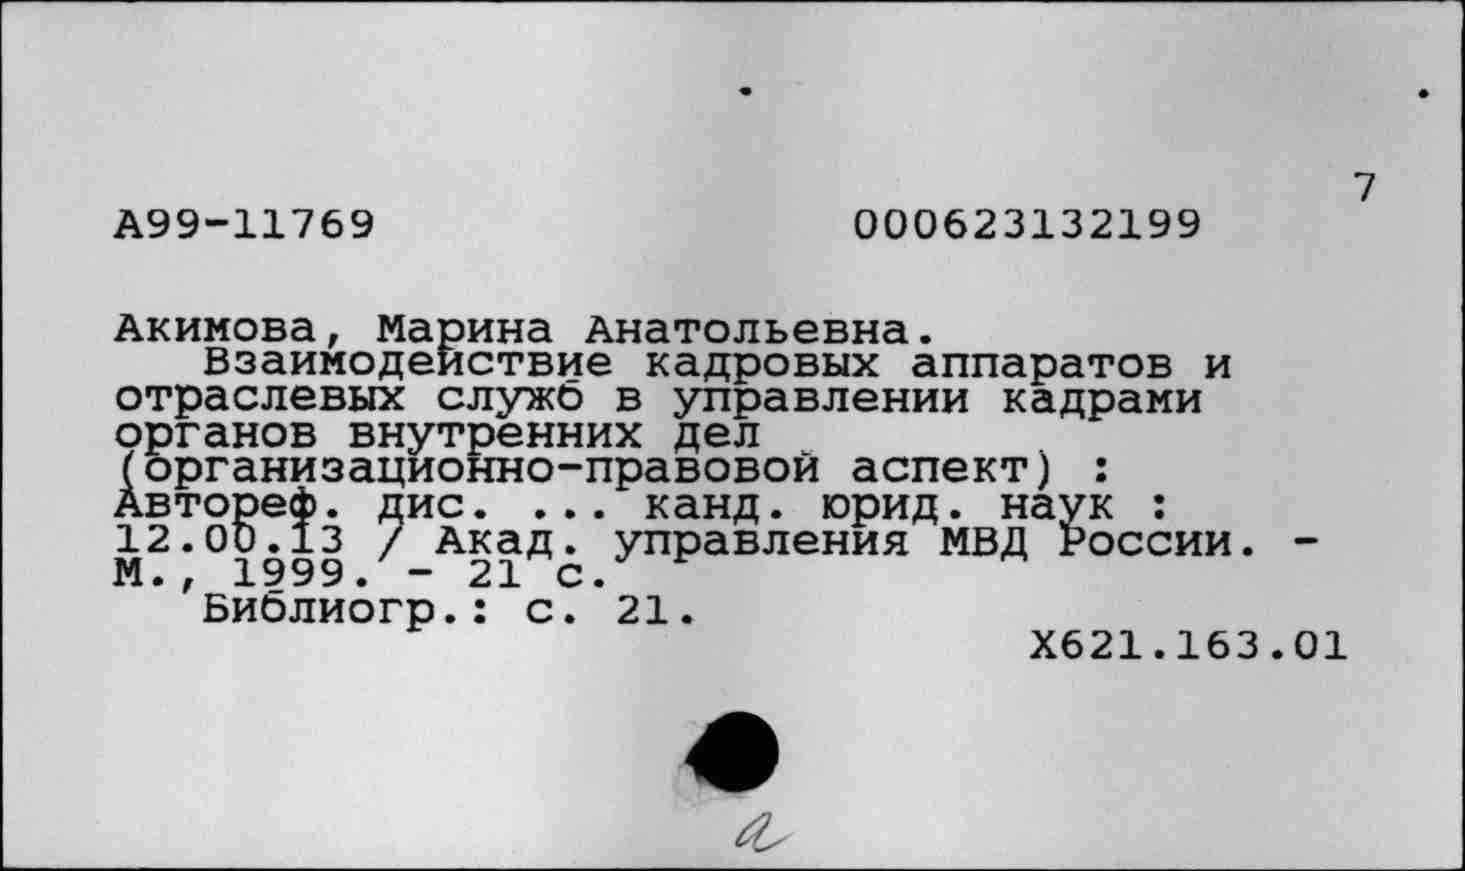 7
А99-11769 000623132199
Акимова, Марина Анатольевна.
Взаимодействие кадровых аппаратов и
отраслевых служб в управлении кадрами
органов внутренних дел
(организационно-правовой аспект) :
Автореф. дис. ... канд. юрид. наук :
12.00.13 / Акад. управления МВД России. -
М., 1999. - 21 с.
Библиогр.: с. 21.
Х621.163.01
а